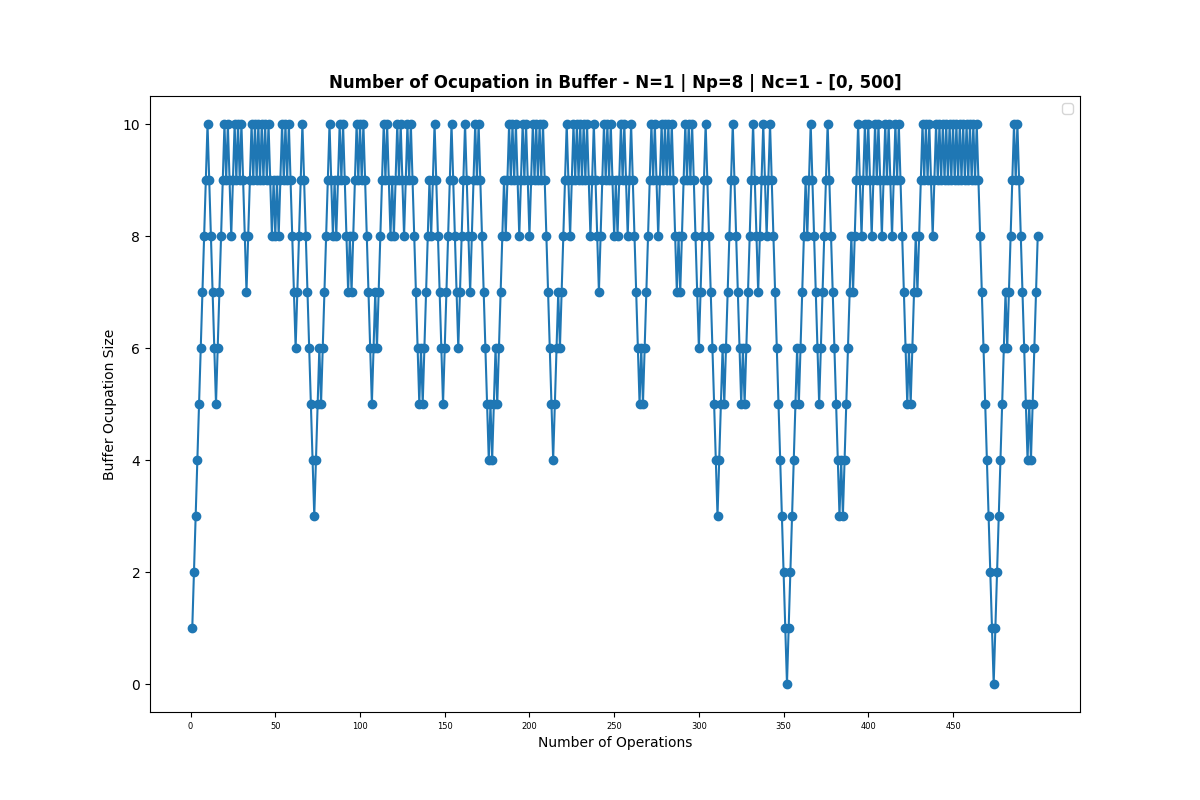 Number of Ocupation in Buffer - N=1 | Np=8 | Nc=1 - [0, 500]
Buffer Ocupation Size
10
8
6
4
2
0
0 50 100 150 200 250 300 350 400 450
Number of Operations